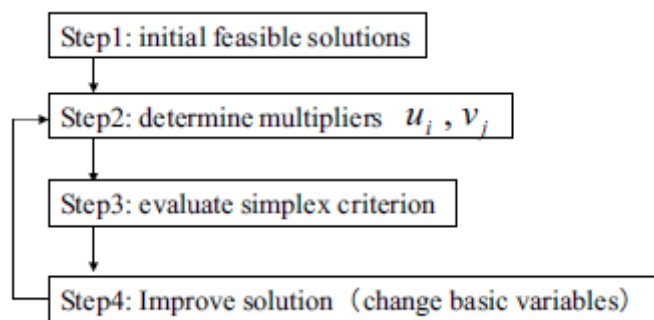 Step1: initial feasible solutions
Step2: determine multipliers u_i , v_j
Step3: evaluate simplex criterion
Step4: Improve solution（change basic variables）